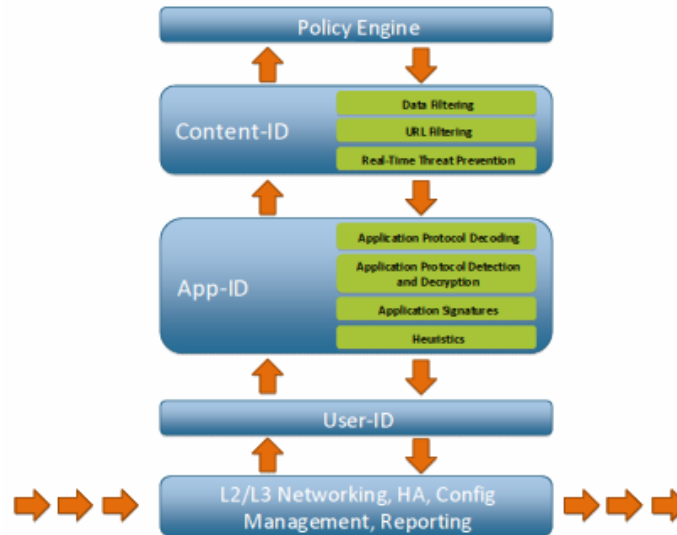 Policy Engine
Content-ID
Data Filtering
URL Filtering
Real-Time Threat Prevention
App-ID
Application Protocol Decoding
Application Protocol Detection
and Decryption
Application Signatures
Heuristics
User-ID
L2/L3 Networking, HA, Config
Management, Reporting